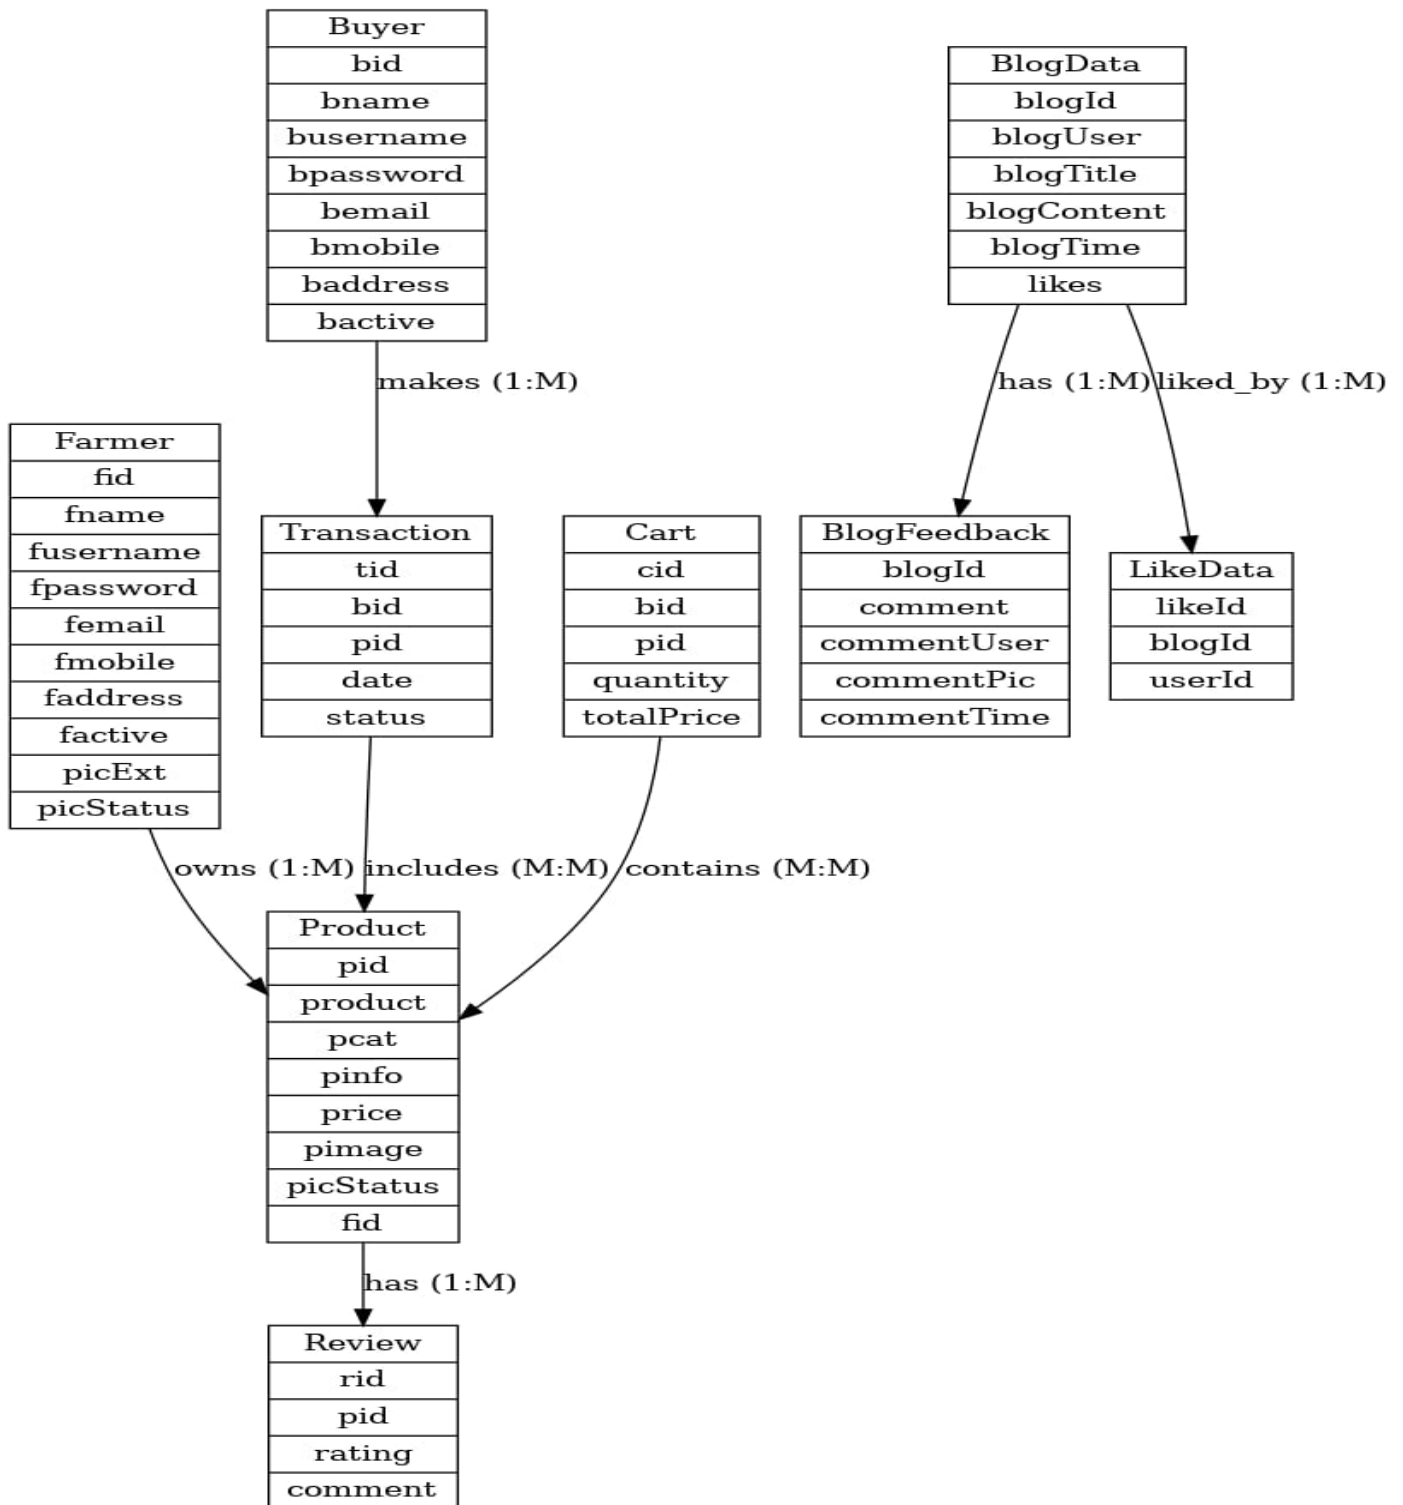 Buyer
bid
bname
busername
bpassword
bemail
bmobile
baddress
bactive
makes (1:M)
BlogData
blogId
blogUser
blogTitle
blogContent
blogTime
likes
has (1:M)
liked_by (1:M)
Farmer
fid
fname
fusername
fpassword
femail
fmobile
faddress
factive
picExt
picStatus
owns (1:M)
Transaction
tid
bid
pid
date
status
includes (M:M)
Cart
cid
bid
pid
quantity
totalPrice
contains (M:M)
BlogFeedback
blogId
comment
commentUser
commentPic
commentTime
LikeData
likeId
blogId
userId
Product
pid
product
pcat
pinfo
price
pimage
picStatus
fid
has (1:M)
Review
rid
pid
rating
comment